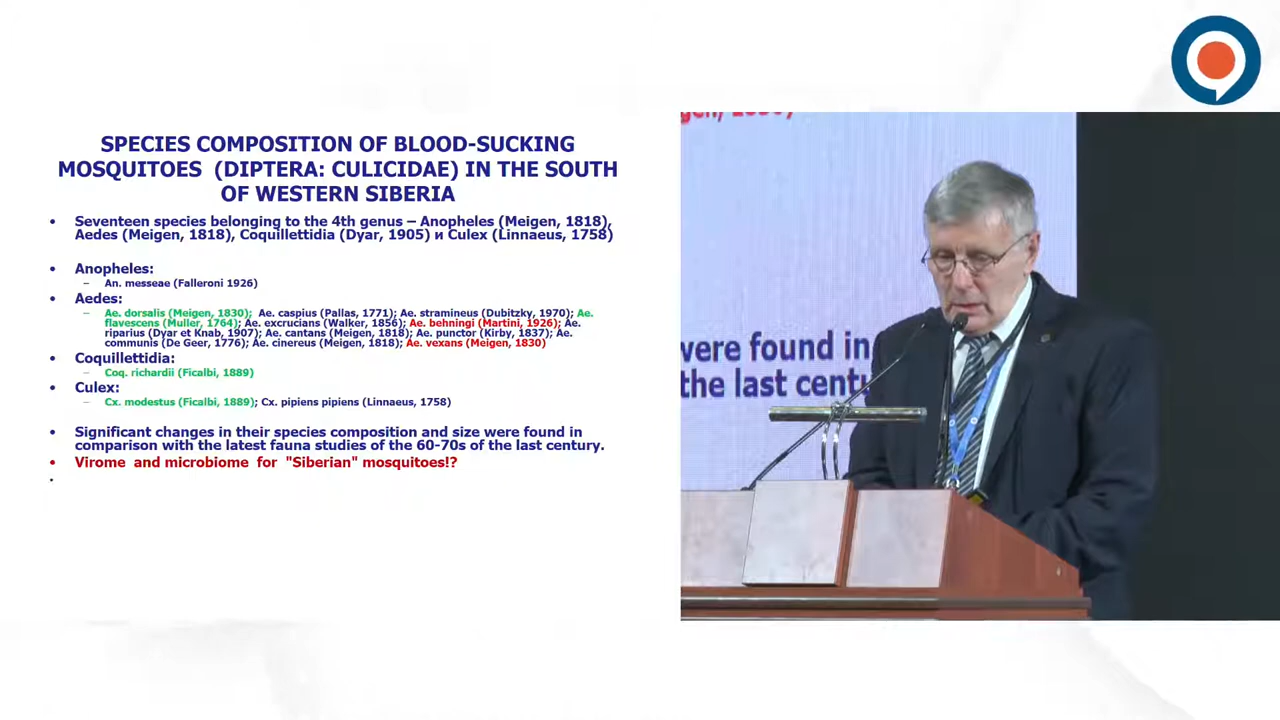 SPECIES COMPOSITION OF BLOOD-SUCKING
MOSQUITOES (DIPTERA: CULICIDAE) IN THE SOUTH
OF WESTERN SIBERIA
• Seventeen species belonging to the 4th genus – Anopheles (Meigen, 1818),
Aedes (Meigen, 1818), Coquillettidia (Dyar, 1905) и Culex (Linnaeus, 1758)
• Anopheles:
– An. messeae (Falleroni 1926)
• Aedes:
– Ae. dorsalis (Meigen, 1830); Ae. caspius (Pallas, 1771); Ae. stramineus (Dubitzky, 1970); Ae.
flavescens (Muller, 1764); Ae. excrucians (Walker, 1856); Ae. behningi (Martini, 1926); Ae.
riparius (Dyar et Knab, 1907); Ae. cantans (Meigen, 1818); Ae. punctor (Kirby, 1837); Ae.
communis (De Geer, 1776); Ae. cinereus (Meigen, 1818); Ae. vexans (Meigen, 1830)
• Coquillettidia:
– Coq. richardii (Ficalbi, 1889)
• Culex:
– Cx. modestus (Ficalbi, 1889); Cx. pipiens pipiens (Linnaeus, 1758)
• Significant changes in their species composition and size were found in
comparison with the latest fauna studies of the 60-70s of the last century.
• Virome and microbiome for "Siberian" mosquitoes!?
•
were found in
the last centu